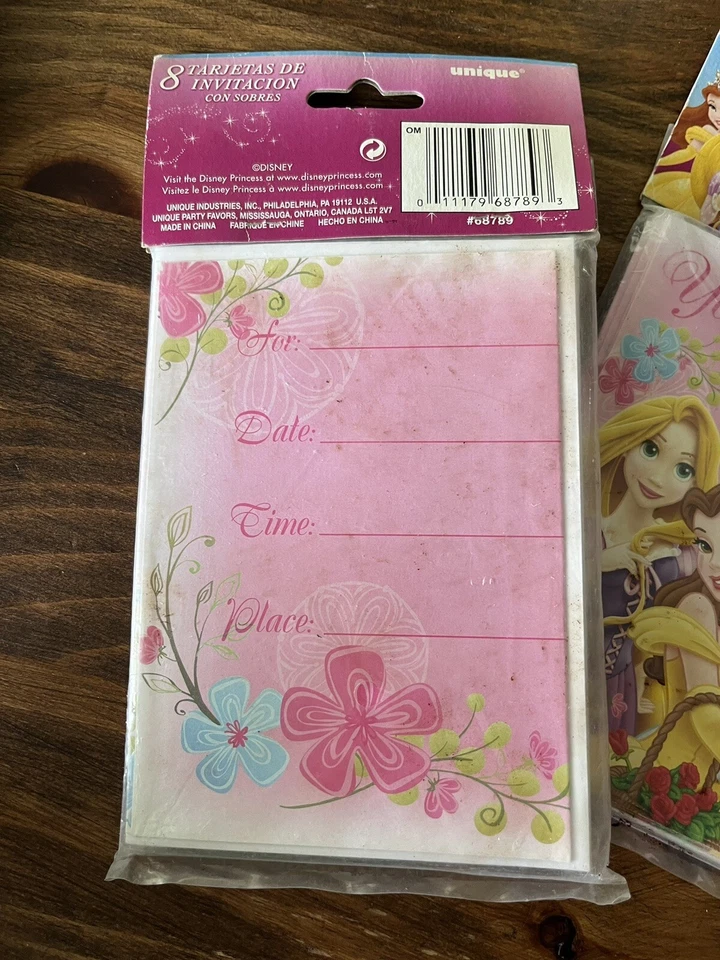 8 TARJETAS DE
INVITACION
CON SOBRES
unique®
OM
©DISNEY
Visit the Disney Princess at www.disneyprincess.com
Visitez le Disney Princess à www.disneyprincess.com
UNIQUE INDUSTRIES, INC., PHILADELPHIA, PA 19112 U.S.A.
UNIQUE PARTY FAVORS, MISSISSAUGA, ONTARIO, CANADA L5T 2V7
MADE IN CHINA FABRIQUÉ EN CHINE HECHO EN CHINA
0 11179 68789 3
#68789
For:
Date:
Time:
Place: